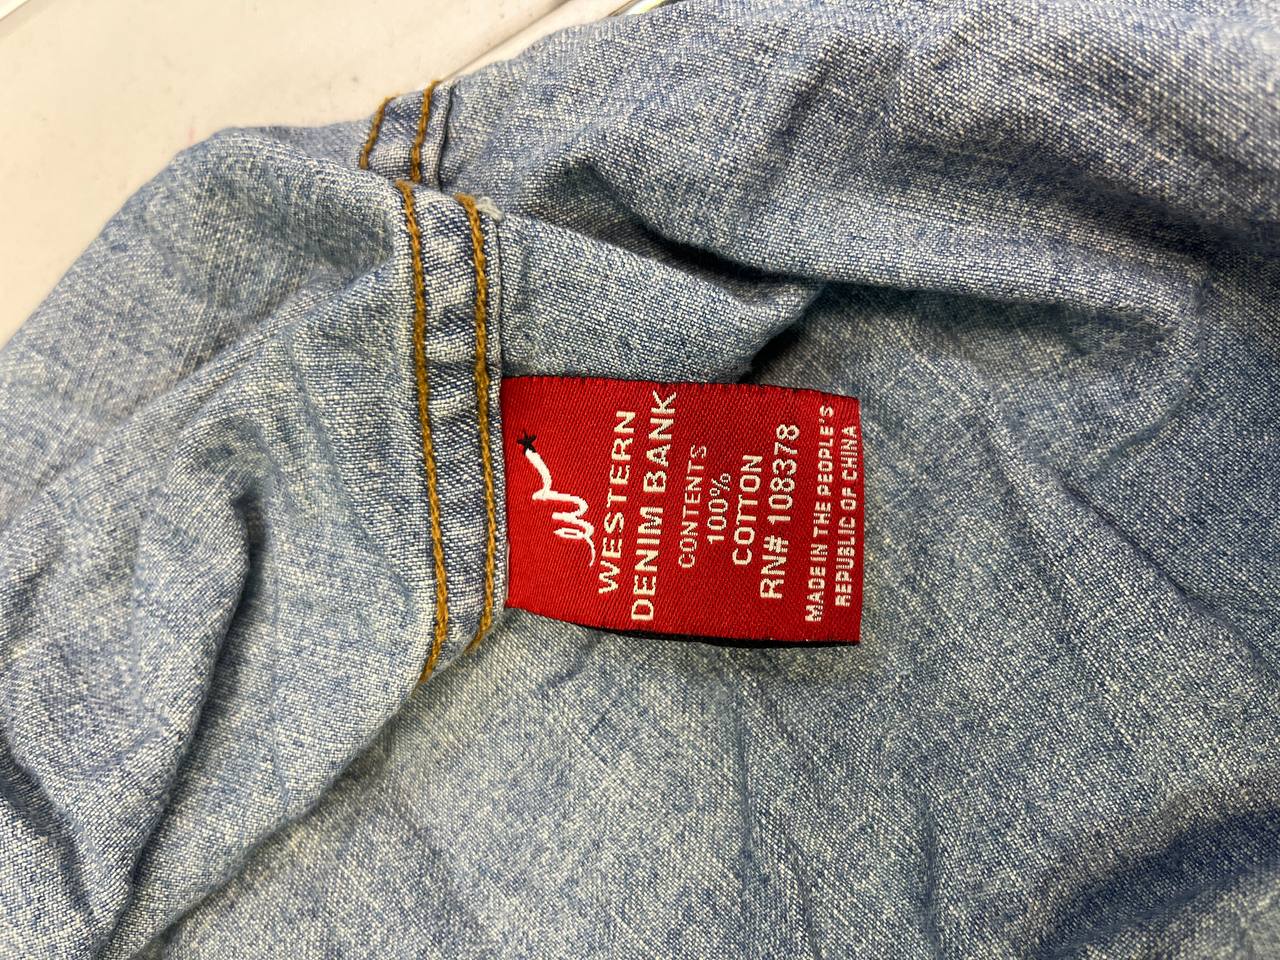 WESTERN
DENIM BANK
CONTENTS
100%
COTTON
RN# 108378
MADE IN THE PEOPLE'S
REPUBLIC OF CHINA